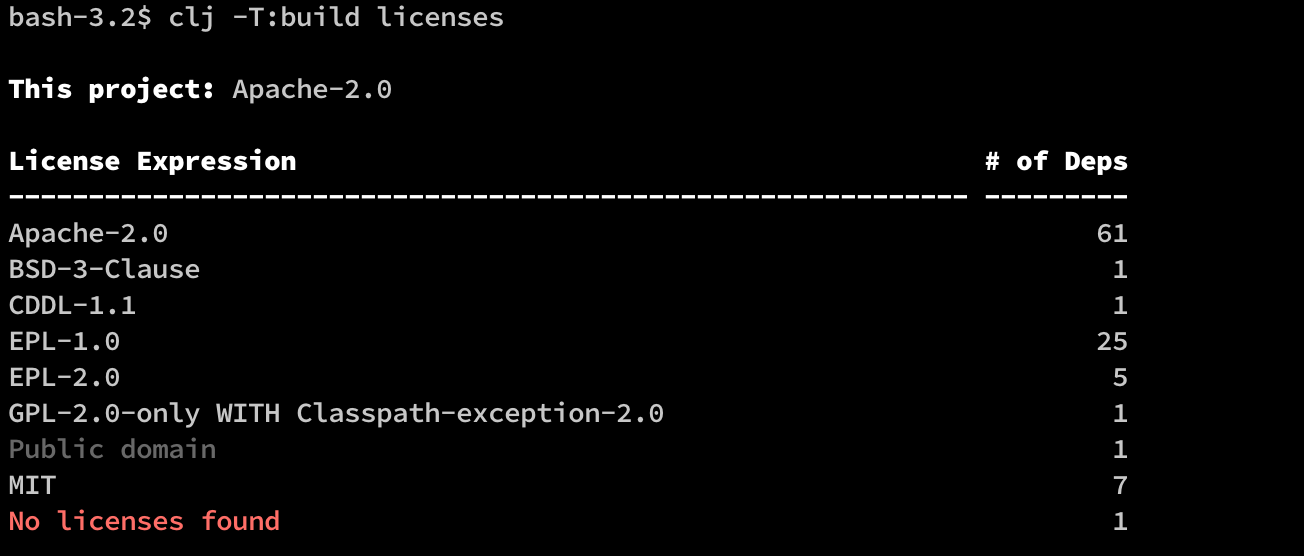 bash-3.2$ clj -T:build licenses
This project: Apache-2.0
License Expression # of Deps
------------------------------------------------------------ ---------
Apache-2.0 61
BSD-3-Clause 1
CDDL-1.1 1
EPL-1.0 25
EPL-2.0 5
GPL-2.0-only WITH Classpath-exception-2.0 1
Public domain 1
MIT 7
No licenses found 1